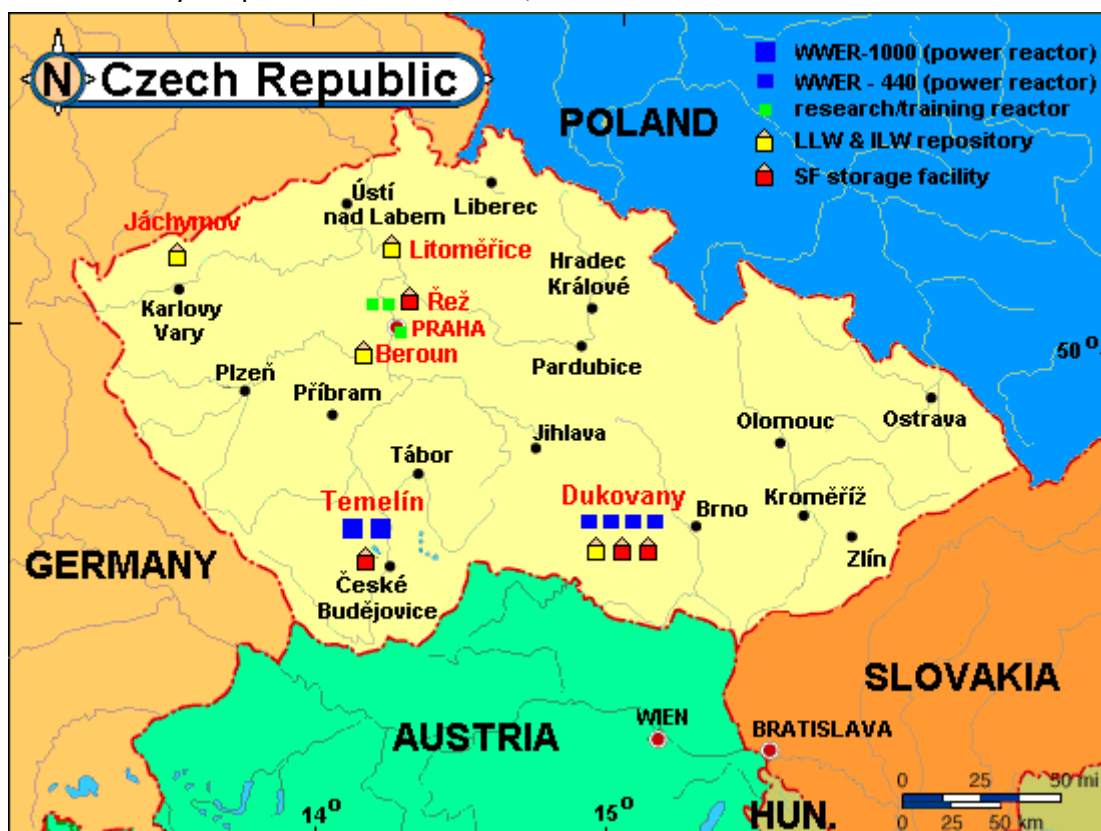 N
Czech Republic
WWER-1000 (power reactor)
WWER - 440 (power reactor)
research/training reactor
LLW & ILW repository
SF storage facility
POLAND
Ústí
nad Labem
Liberec
Jáchymov
Litoměřice
Hradec
Králové
Karlovy
Vary
Řež
PRAHA
Beroun
Pardubice
50 o
Plzeň
Příbram
Jihlava
Olomouc
Ostrava
Tábor
Temelín
Dukovany
Brno
Kroměříž
Zlín
GERMANY
České
Budějovice
SLOVAKIA
AUSTRIA
WIEN
BRATISLAVA
0 25 50 mi
14 o
15 o
HUN.
0 25 50 km